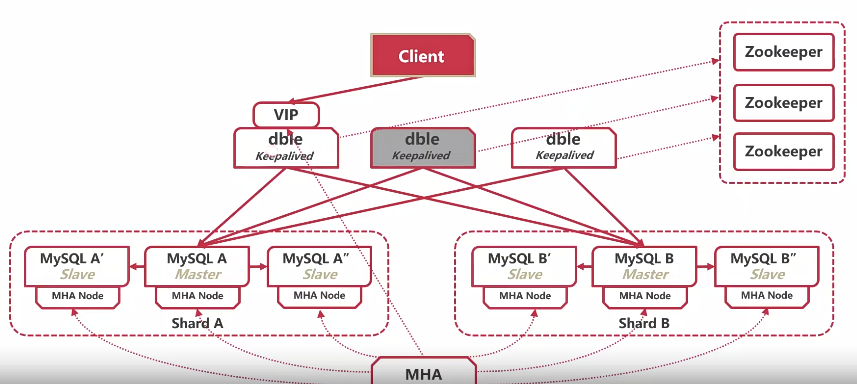 Client
VIP
dble
Keepalived
dble
Keepalived
dble
Keepalived
Zookeeper
Zookeeper
Zookeeper
MySQL A′
Slave
MHA Node
MySQL A
Master
MHA Node
MySQL A″
Slave
MHA Node
Shard A
MySQL B′
Slave
MHA Node
MySQL B
Master
MHA Node
MySQL B″
Slave
MHA Node
Shard B
MHA